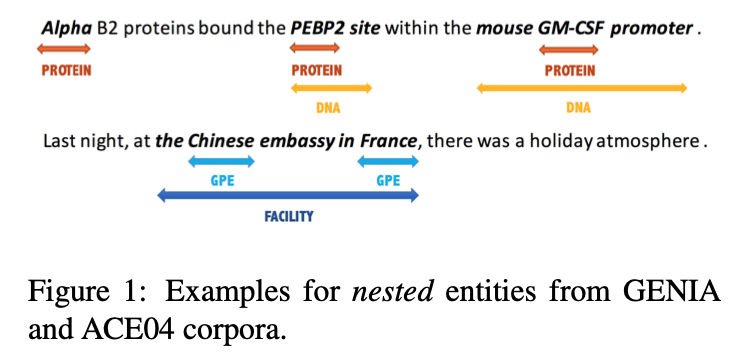 Alpha B2 proteins bound the PEBP2 site within the mouse GM-CSF promoter .
PROTEIN PROTEIN PROTEIN
DNA DNA
Last night, at the Chinese embassy in France, there was a holiday atmosphere .
GPE GPE
FACILITY
Figure 1: Examples for nested entities from GENIA
and ACE04 corpora.